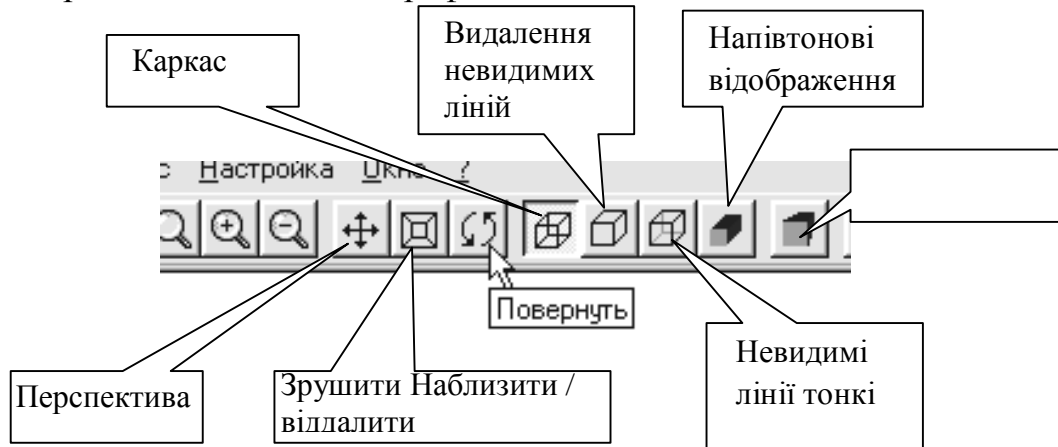 Каркас
Видалення
невидимих
ліній
Напівтонові
відображення
с Настройка Окно ?
Повернуть
Перспектива
Зрушити Наблизити /
віддалити
Невидимі
лінії тонкі